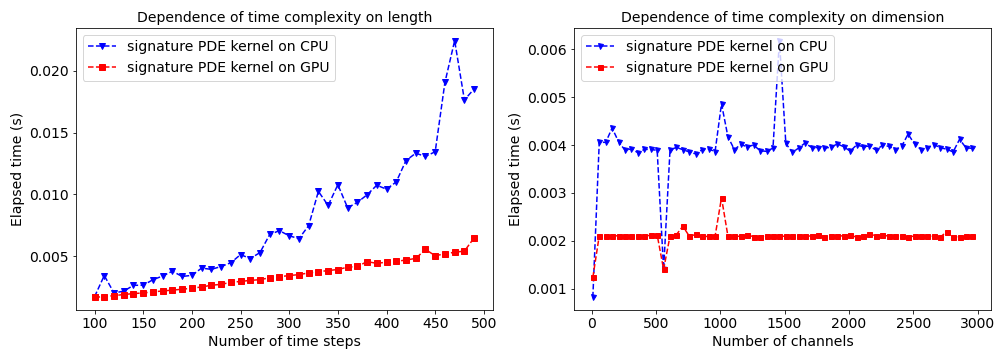 Dependence of time complexity on length
signature PDE kernel on CPU
signature PDE kernel on GPU
0.020
0.015
0.010
0.005
Elapsed time (s)
100 150 200 250 300 350 400 450 500
Number of time steps
Dependence of time complexity on dimension
signature PDE kernel on CPU
signature PDE kernel on GPU
0.006
0.005
0.004
0.003
0.002
0.001
Elapsed time (s)
0 500 1000 1500 2000 2500 3000
Number of channels